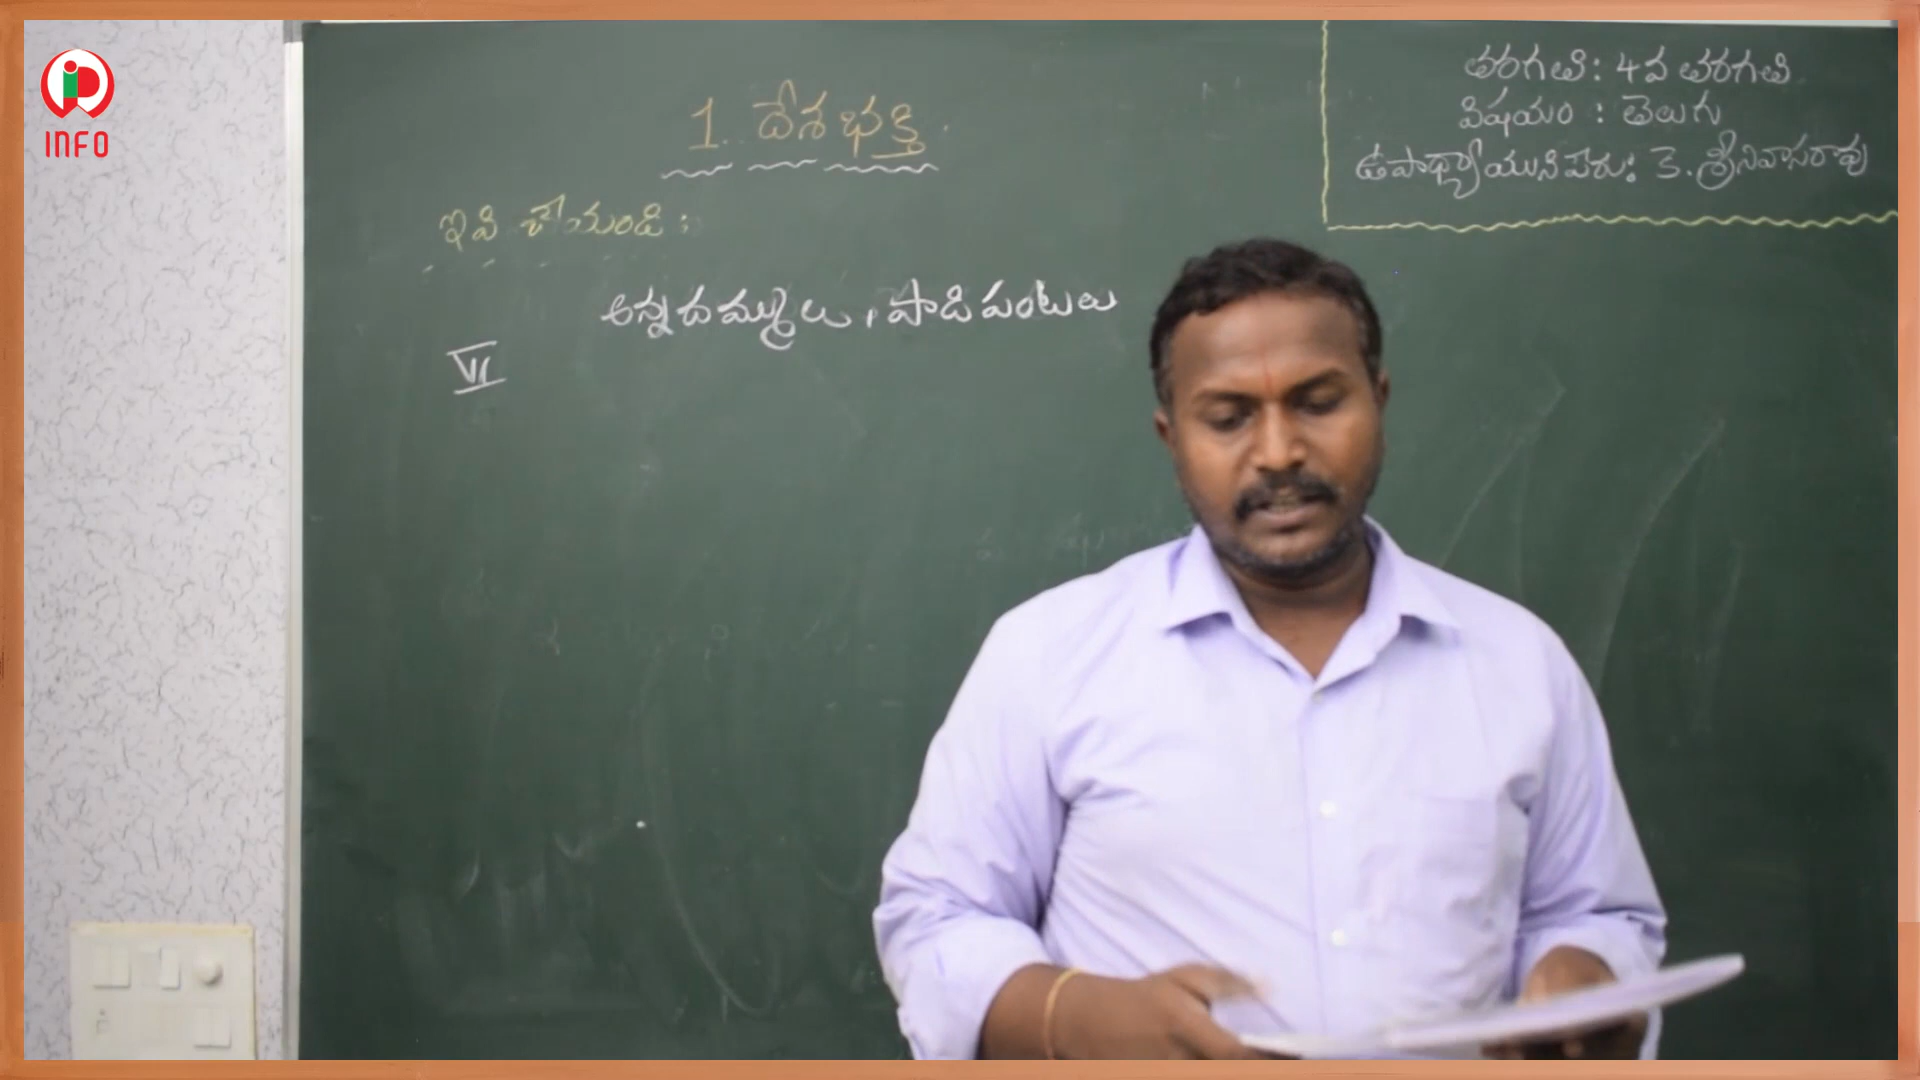 INFO
తరగతి: 4వ తరగతి
విషయం : తెలుగు
ఉపాధ్యాయుని పేరు: కె. శ్రీనివాసరావు
1. దేశభక్తి
ఇవి చేయండి:
అన్నదమ్ములు, పాడిపంటలు
VI